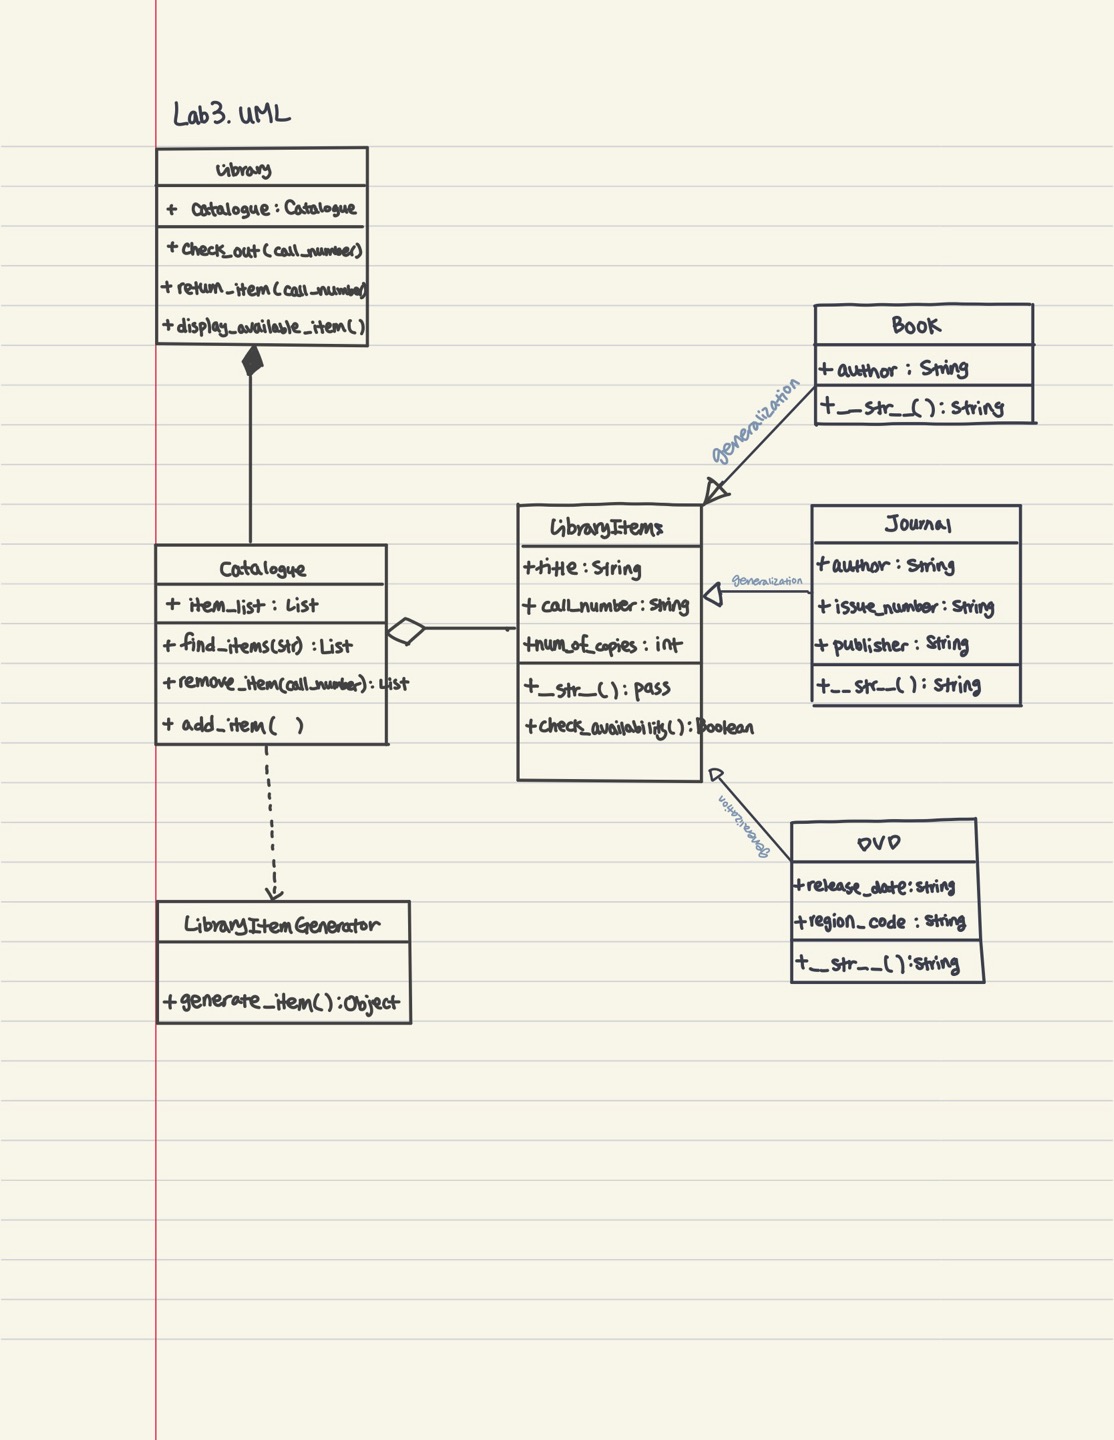 Lab3. UML
Library
+ Catalogue : Catalogue
+ check_out(call_number)
+ return_item(call_number)
+ display_available_item()
Catalogue
+ item_list : List
+ find_items(str) : List
+ remove_item(call_number) : List
+ add_item( )
LibraryItemGenerator
+ generate_item() : Object
LibraryItems
+ title : String
+ call_number : String
+ num_of_copies : int
+ __str__() : pass
+ check_availability() : Boolean
generalization
Book
+ author : String
+ __str__() : String
generalization
Journal
+ author : String
+ issue_number : String
+ publisher : String
+ __str__() : String
generalization
DVD
+ release_date : String
+ region_code : String
+ __str__() : String